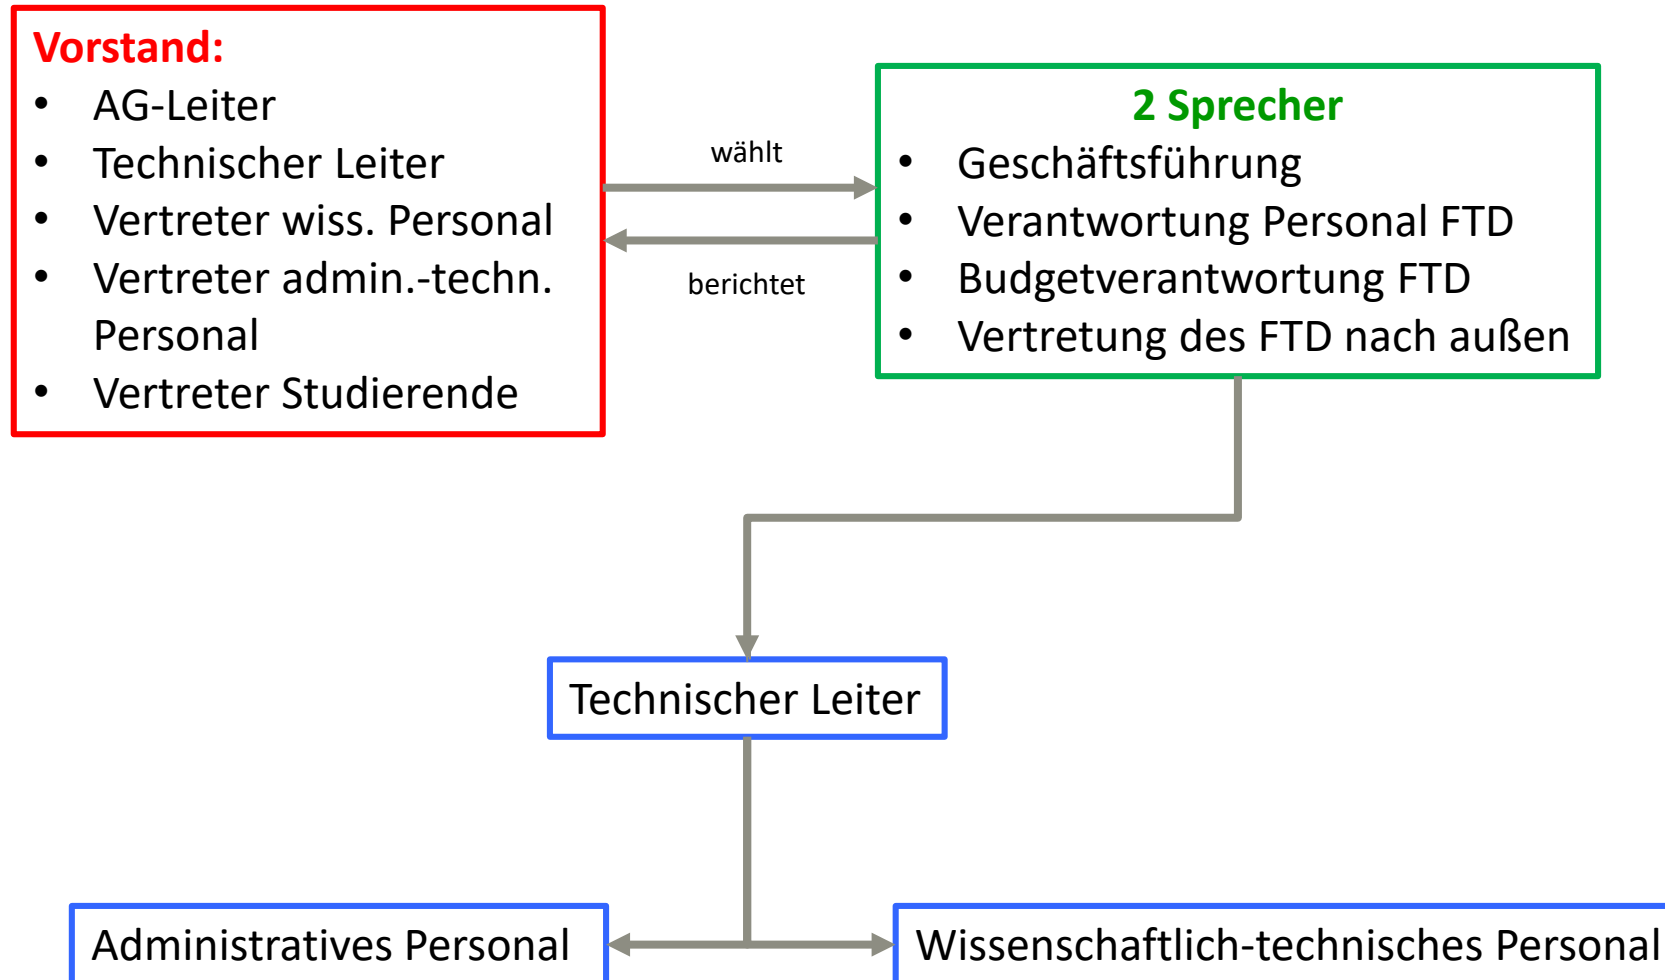 Vorstand:
• AG-Leiter
• Technischer Leiter
• Vertreter wiss. Personal
• Vertreter admin.-techn.
Personal
• Vertreter Studierende
wählt
berichtet
2 Sprecher
• Geschäftsführung
• Verantwortung Personal FTD
• Budgetverantwortung FTD
• Vertretung des FTD nach außen
Technischer Leiter
Administratives Personal
Wissenschaftlich-technisches Personal